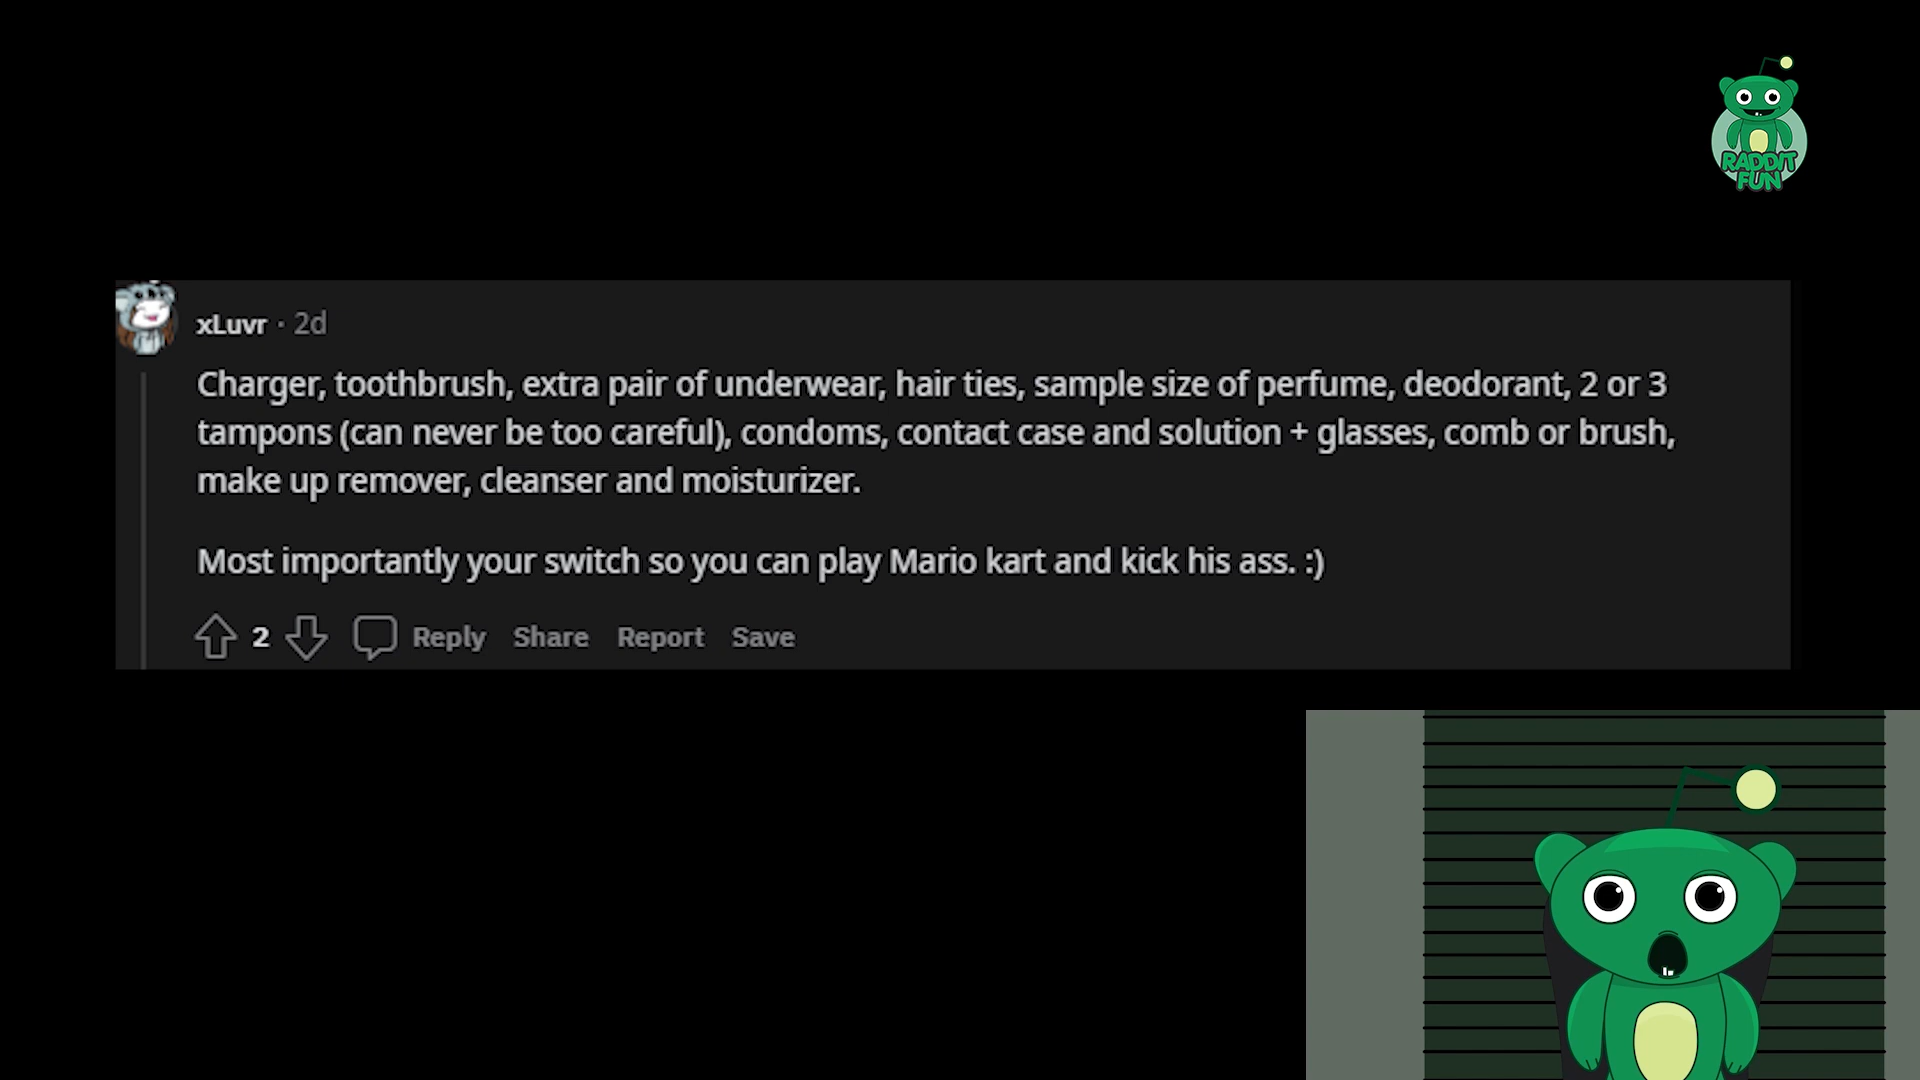 RADDIT
FUN
xLuvr · 2d
Charger, toothbrush, extra pair of underwear, hair ties, sample size of perfume, deodorant, 2 or 3
tampons (can never be too careful), condoms, contact case and solution + glasses, comb or brush,
make up remover, cleanser and moisturizer.
Most importantly your switch so you can play Mario kart and kick his ass. :)
2 Reply Share Report Save